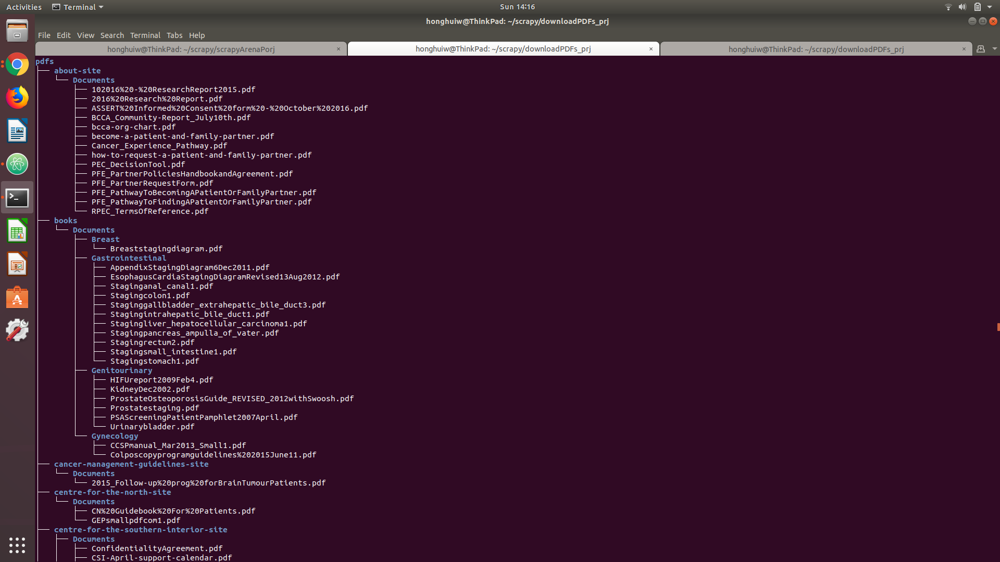 Activities
Terminal
Sun 14:16
honghuiw@ThinkPad: ~/scrapy/downloadPDFs_prj
File Edit View Search Terminal Tabs Help
honghuiw@ThinkPad: ~/scrapy/scrapyArenaPorj
honghuiw@ThinkPad: ~/scrapy/downloadPDFs_prj
honghuiw@ThinkPad: ~/scrapy/downloadPDFs_prj
pdfs
about-site
Documents
102016%20-%20ResearchReport2015.pdf
2016%20Research%20Report.pdf
ASSERT%20Informed%20Consent%20form%20-%20October%202016.pdf
BCCA_Community-Report_July10th.pdf
bcca-org-chart.pdf
become-a-patient-and-family-partner.pdf
Cancer_Experience_Pathway.pdf
how-to-request-a-patient-and-family-partner.pdf
PEC_DecisionTool.pdf
PFE_PartnerPoliciesHandbookandAgreement.pdf
PFE_PartnerRequestForm.pdf
PFE_PathwayToBecomingAPatientOrFamilyPartner.pdf
PFE_PathwayToFindingAPatientOrFamilyPartner.pdf
RPEC_TermsOfReference.pdf
books
Documents
Breast
Breaststagingdiagram.pdf
Gastrointestinal
AppendixStagingDiagram6Dec2011.pdf
EsophagusCardiaStagingDiagramRevised13Aug2012.pdf
Staginganal_canal1.pdf
Stagingcolon1.pdf
Staginggallbladder_extrahepatic_bile_duct3.pdf
Stagingintrahepatic_bile_duct1.pdf
Stagingliver_hepatocellular_carcinoma1.pdf
Stagingpancreas_ampulla_of_vater.pdf
Stagingrectum2.pdf
Stagingsmall_intestine1.pdf
Stagingstomach1.pdf
Genitourinary
HIFUreport2009Feb4.pdf
KidneyDec2002.pdf
ProstateOsteoporosisGuide_REVISED_2012withSwoosh.pdf
Prostatestaging.pdf
PSAScreeningPatientPamphlet2007April.pdf
Urinarybladder.pdf
Gynecology
CCSPmanual_Mar2013_Small1.pdf
Colposcopyprogramguidelines%202015June11.pdf
cancer-management-guidelines-site
Documents
2015_Follow-up%20prog%20forBrainTumourPatients.pdf
centre-for-the-north-site
Documents
CN%20Guidebook%20For%20Patients.pdf
GEPsmallpdfcom1.pdf
centre-for-the-southern-interior-site
Documents
ConfidentialityAgreement.pdf
CSI-April-support-calendar.pdf